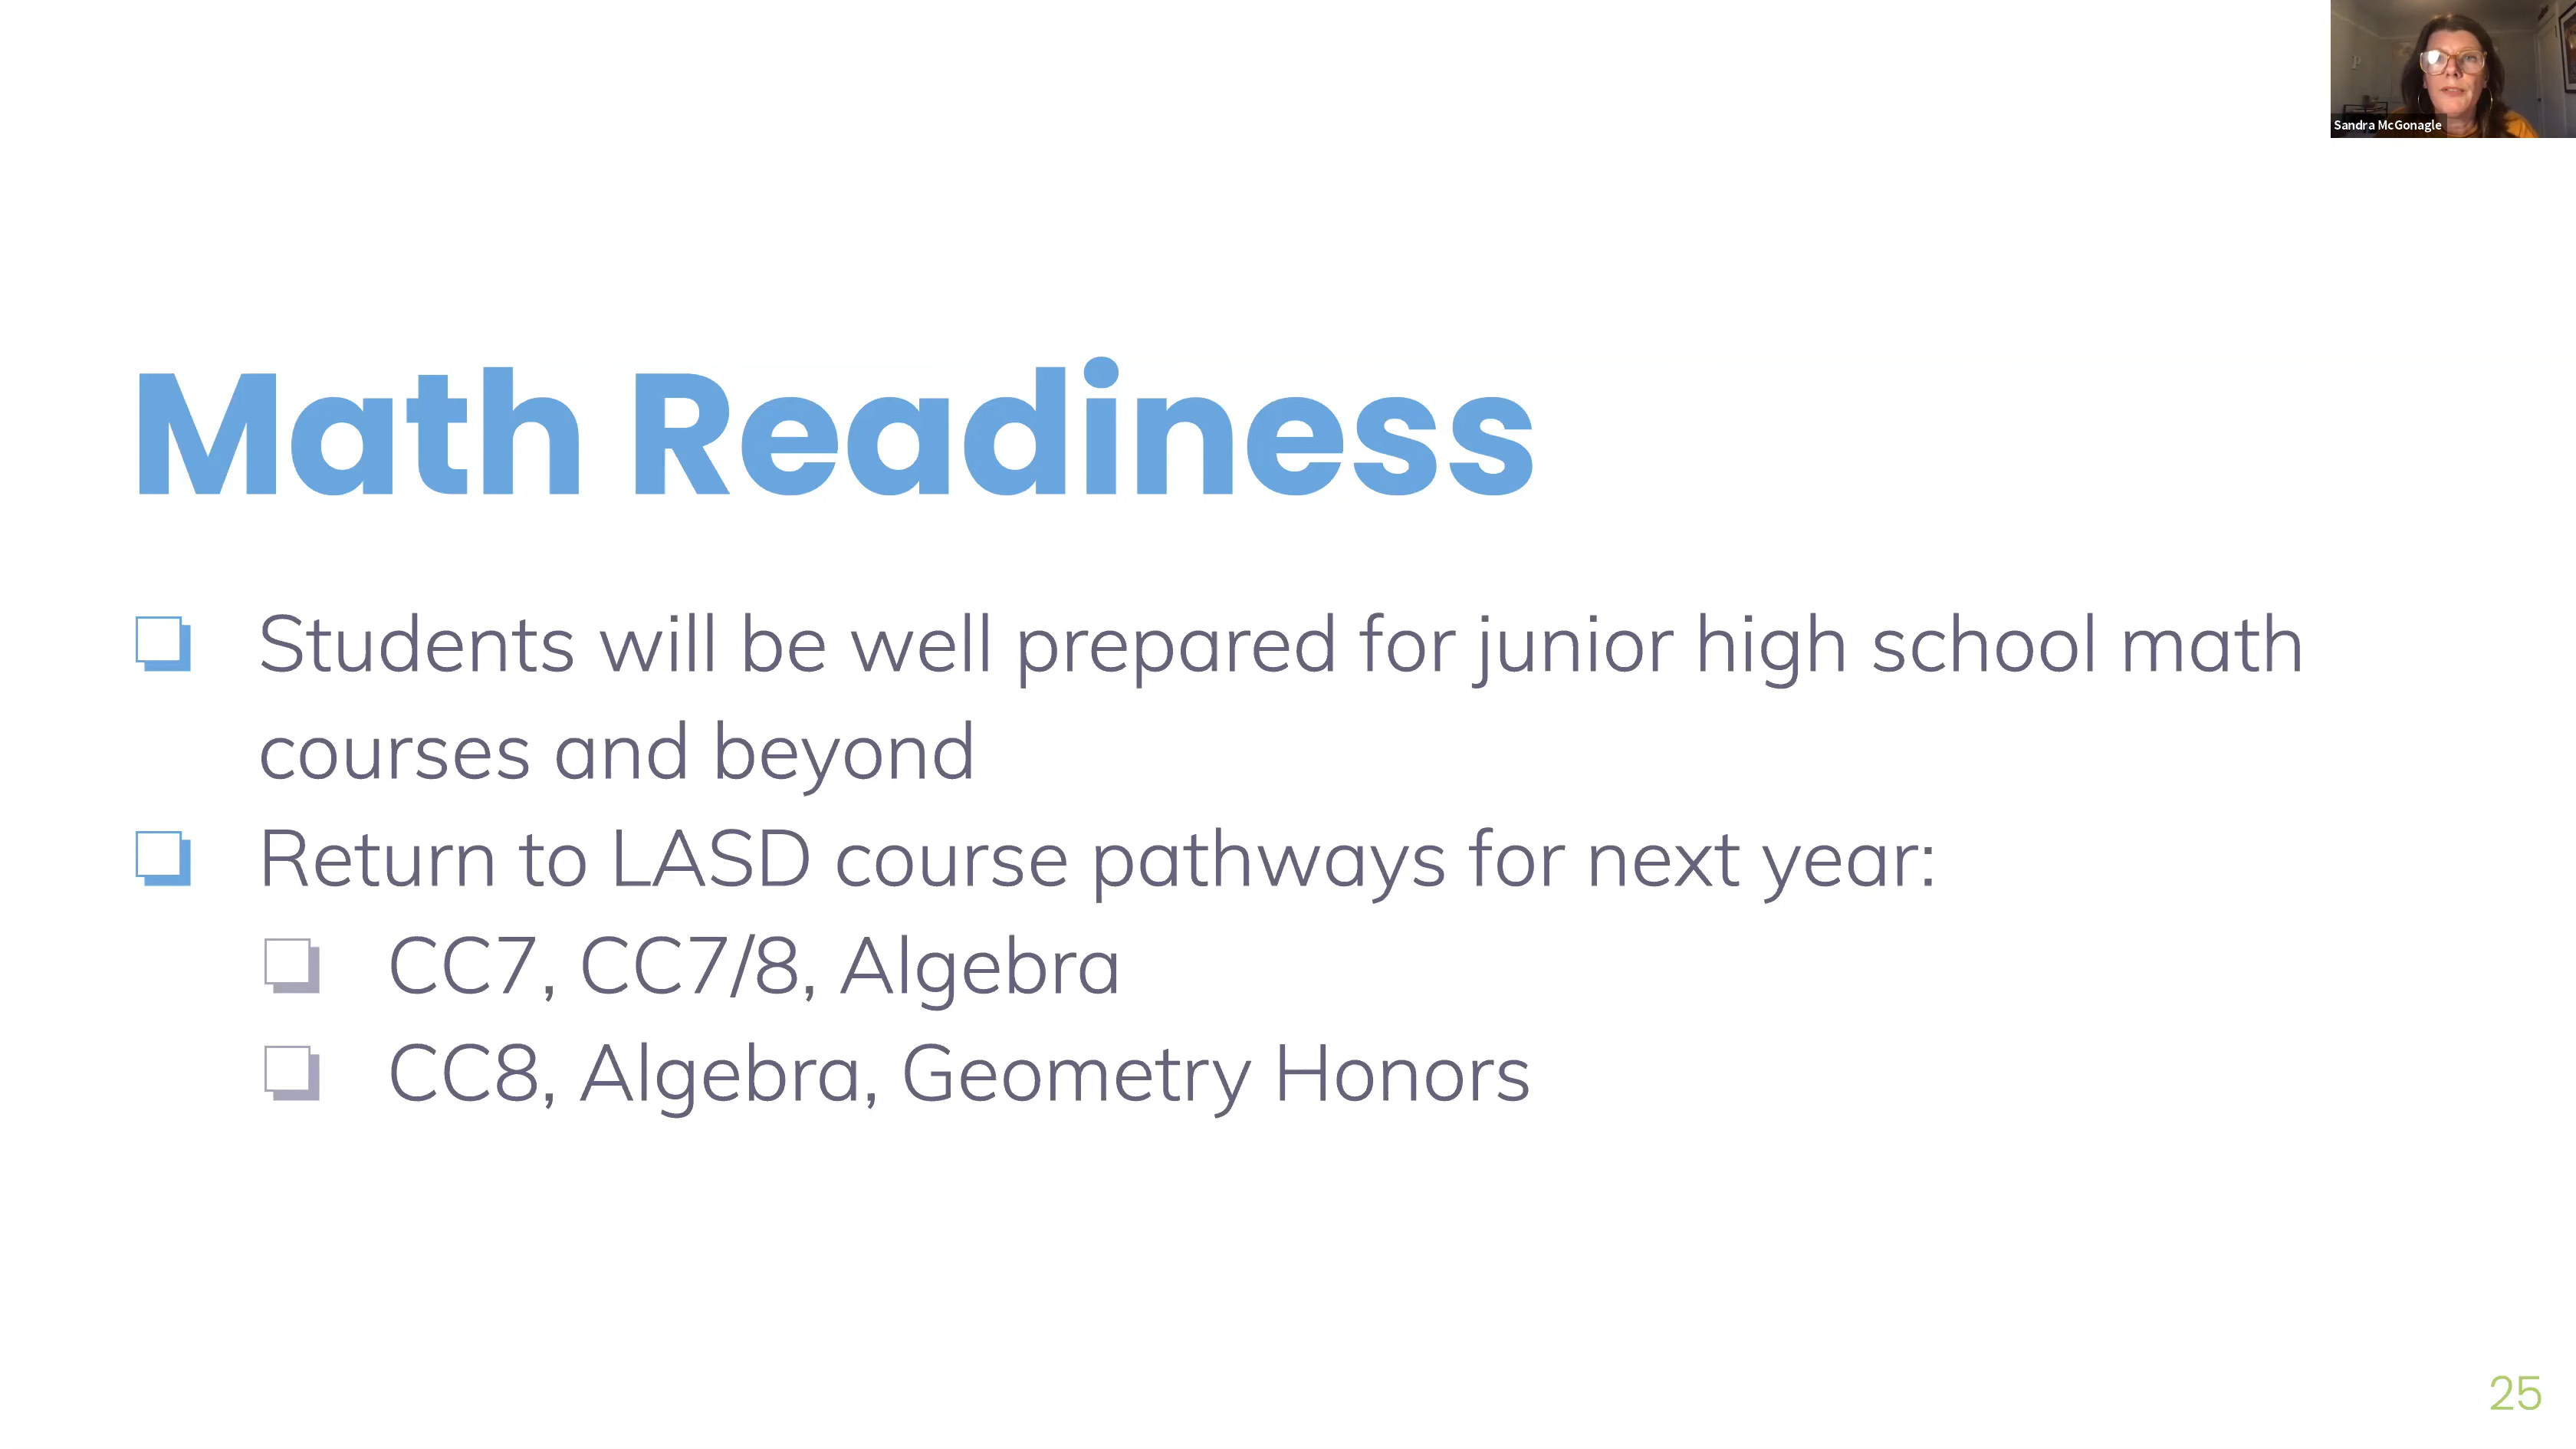 Sandra McGonagle
Math Readiness
Students will be well prepared for junior high school math
courses and beyond
Return to LASD course pathways for next year:
CC7, CC7/8, Algebra
CC8, Algebra, Geometry Honors
25